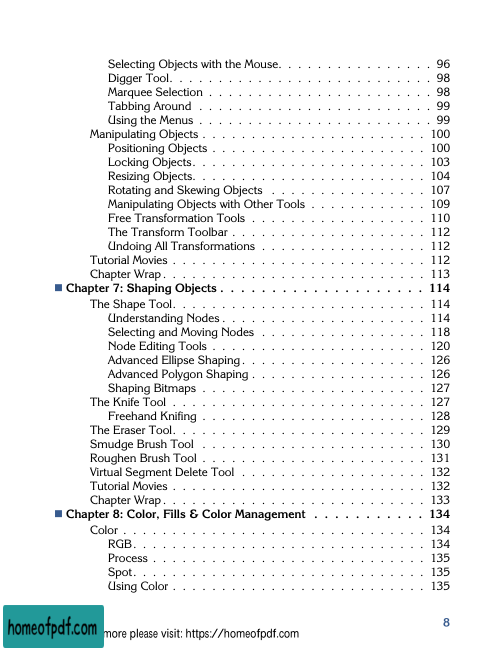 Selecting Objects with the Mouse. . . . . . . . . . . . . . . . 96
Digger Tool. . . . . . . . . . . . . . . . . . . . . . . . . . . 98
Marquee Selection . . . . . . . . . . . . . . . . . . . . . . . 98
Tabbing Around . . . . . . . . . . . . . . . . . . . . . . . . 99
Using the Menus . . . . . . . . . . . . . . . . . . . . . . . . 99
Manipulating Objects . . . . . . . . . . . . . . . . . . . . . . . 100
Positioning Objects . . . . . . . . . . . . . . . . . . . . . . 100
Locking Objects. . . . . . . . . . . . . . . . . . . . . . . . 103
Resizing Objects. . . . . . . . . . . . . . . . . . . . . . . . 104
Rotating and Skewing Objects . . . . . . . . . . . . . . . . 107
Manipulating Objects with Other Tools . . . . . . . . . . . . 109
Free Transformation Tools . . . . . . . . . . . . . . . . . . 110
The Transform Toolbar . . . . . . . . . . . . . . . . . . . . 112
Undoing All Transformations . . . . . . . . . . . . . . . . . 112
Tutorial Movies . . . . . . . . . . . . . . . . . . . . . . . . . . 112
Chapter Wrap. . . . . . . . . . . . . . . . . . . . . . . . . . . 113
■ Chapter 7: Shaping Objects . . . . . . . . . . . . . . . . . . . . . 114
The Shape Tool. . . . . . . . . . . . . . . . . . . . . . . . . . 114
Understanding Nodes . . . . . . . . . . . . . . . . . . . . . 114
Selecting and Moving Nodes . . . . . . . . . . . . . . . . . 118
Node Editing Tools . . . . . . . . . . . . . . . . . . . . . . 120
Advanced Ellipse Shaping. . . . . . . . . . . . . . . . . . . 126
Advanced Polygon Shaping . . . . . . . . . . . . . . . . . . 126
Shaping Bitmaps . . . . . . . . . . . . . . . . . . . . . . . 127
The Knife Tool . . . . . . . . . . . . . . . . . . . . . . . . . . 127
Freehand Knifing . . . . . . . . . . . . . . . . . . . . . . . 128
The Eraser Tool. . . . . . . . . . . . . . . . . . . . . . . . . . 129
Smudge Brush Tool . . . . . . . . . . . . . . . . . . . . . . . 130
Roughen Brush Tool . . . . . . . . . . . . . . . . . . . . . . . 131
Virtual Segment Delete Tool . . . . . . . . . . . . . . . . . . . 132
Tutorial Movies . . . . . . . . . . . . . . . . . . . . . . . . . . 132
Chapter Wrap. . . . . . . . . . . . . . . . . . . . . . . . . . . 133
■ Chapter 8: Color, Fills & Color Management . . . . . . . . . . . 134
Color . . . . . . . . . . . . . . . . . . . . . . . . . . . . . . . 134
RGB. . . . . . . . . . . . . . . . . . . . . . . . . . . . . . 134
Process . . . . . . . . . . . . . . . . . . . . . . . . . . . . 135
Spot. . . . . . . . . . . . . . . . . . . . . . . . . . . . . . 135
Using Color . . . . . . . . . . . . . . . . . . . . . . . . . . 135
8
homeofpdf.com
more please visit: https://homeofpdf.com